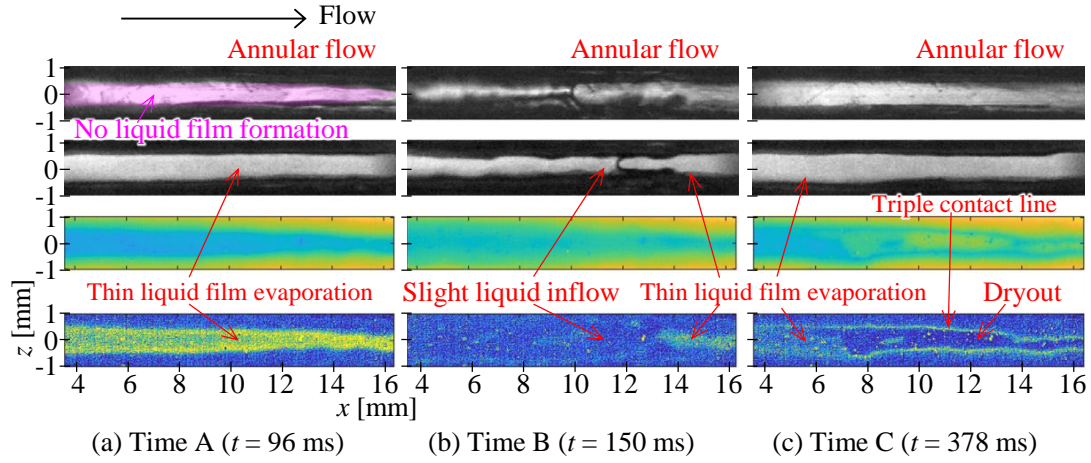 Flow
Annular flow Annular flow Annular flow
1
0
-1
No liquid film formation
1
0
-1
1
0
-1
Triple contact line
Thin liquid film evaporation Slight liquid inflow Thin liquid film evaporation Dryout
1
0
-1
z [mm]
4 6 8 10 12 14 16 4 6 8 10 12 14 16 4 6 8 10 12 14 16
x [mm]
(a) Time A (t = 96 ms) (b) Time B (t = 150 ms) (c) Time C (t = 378 ms)